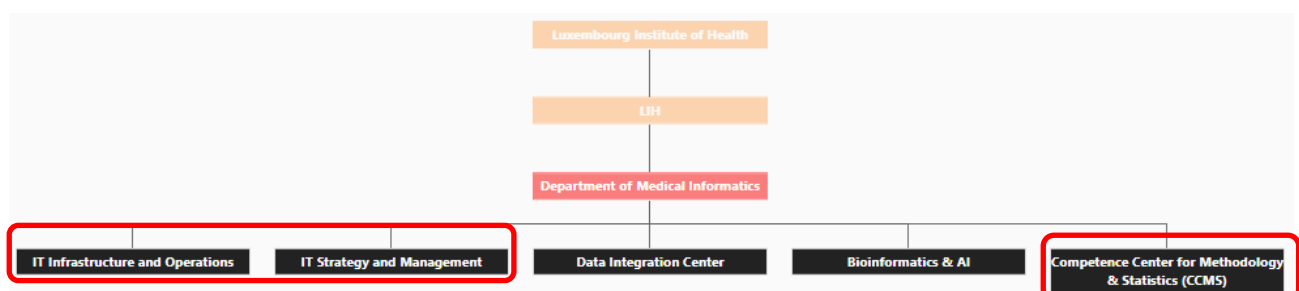 Luxembourg Institute of Health
LIH
Department of Medical Informatics
IT Infrastructure and Operations
IT Strategy and Management
Data Integration Center
Bioinformatics & AI
Competence Center for Methodology
& Statistics (CCMS)